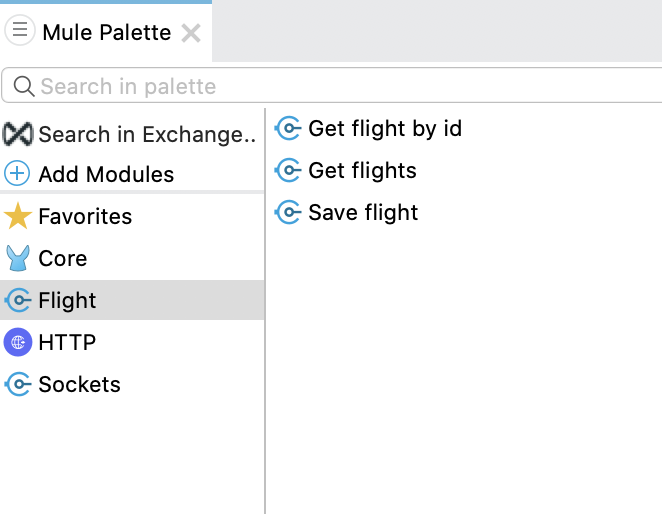 Mule Palette
Search in palette
Search in Exchange..
Add Modules
Favorites
Core
Flight
HTTP
Sockets
Get flight by id
Get flights
Save flight